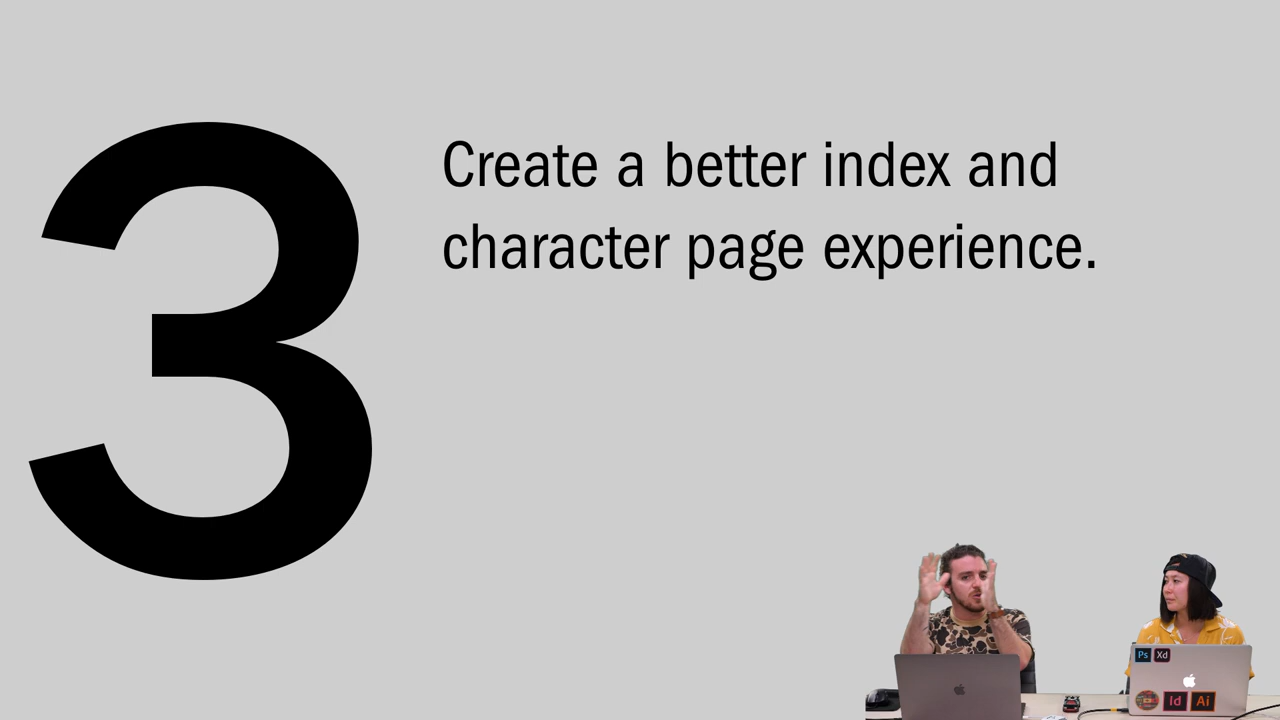 3
Create a better index and
character page experience.
Ps
Xd
Id
Ai